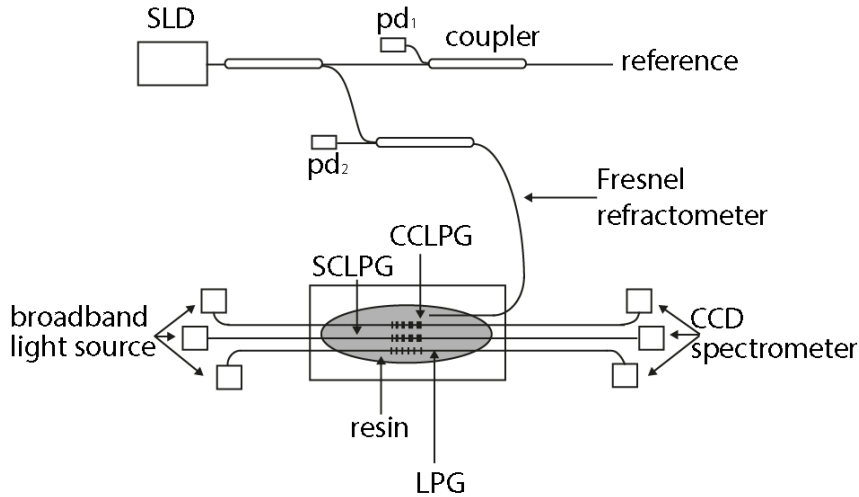 SLD
pd1
coupler
reference
pd2
Fresnel
refractometer
CCLPG
SCLPG
broadband
light source
CCD
spectrometer
resin
LPG